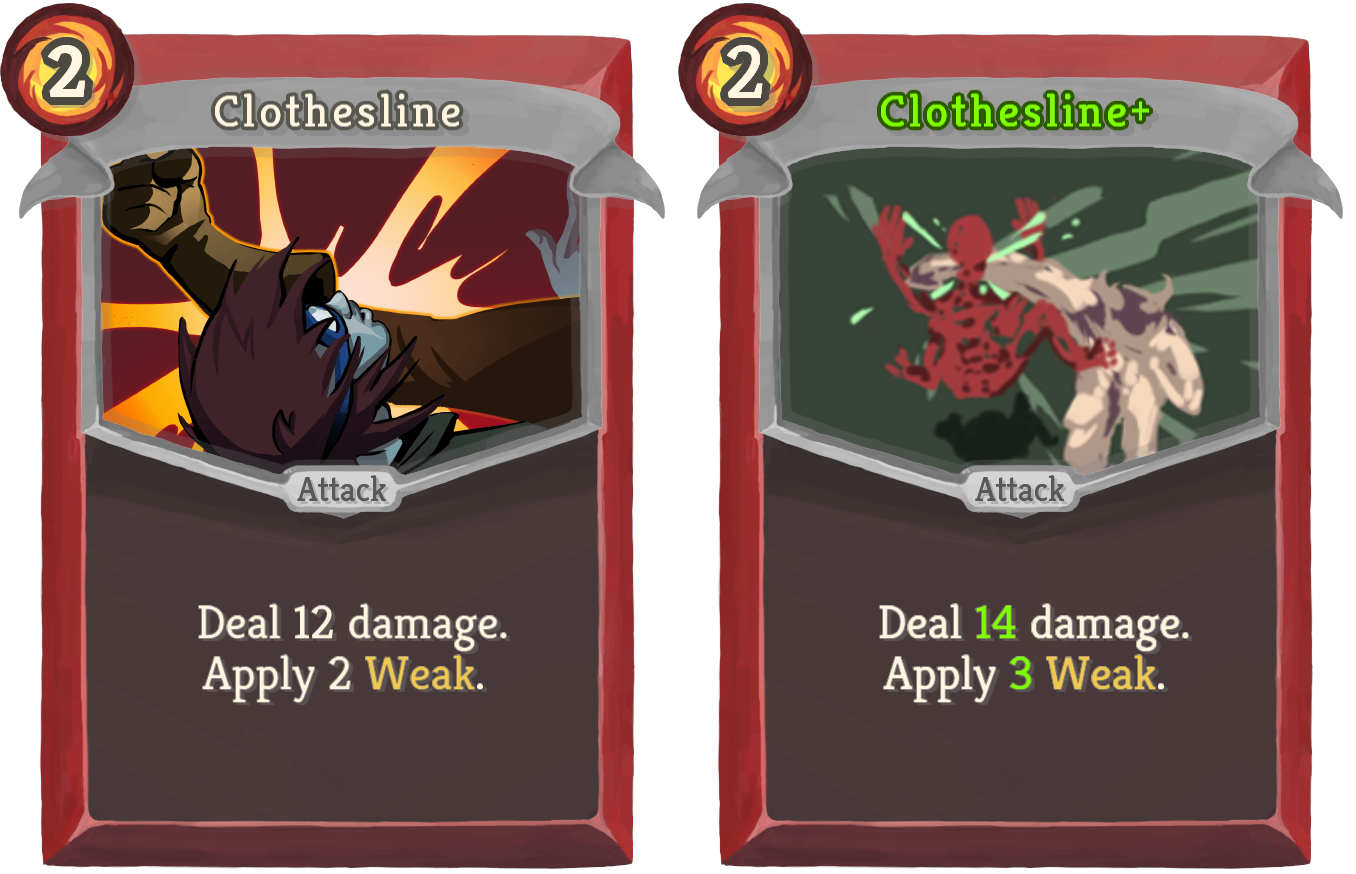 2
Clothesline
Attack
Deal 12 damage.
Apply 2 Weak.
2
Clothesline+
Attack
Deal 14 damage.
Apply 3 Weak.